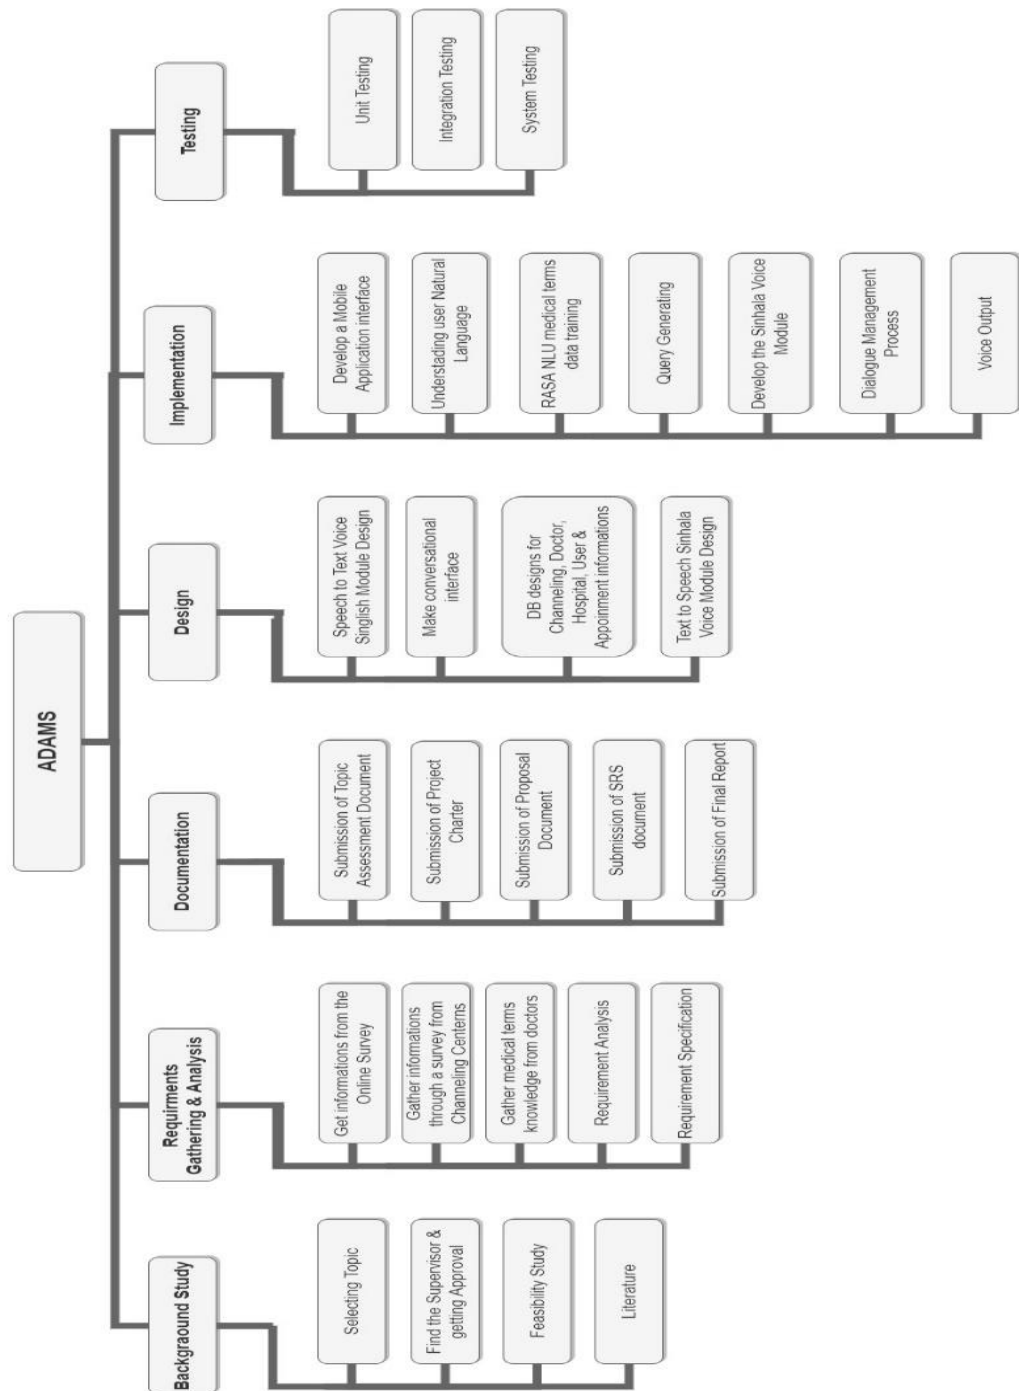 ADAMS
Backgraound Study
Selecting Topic
Find the Supervisor &
getting Approval
Feasibility Study
Literature
Requirments
Gathering & Analysis
Get informations from the
Online Survey
Gather informations
through a survey from
Channeling Centerns
Gather medical terms
knowledge from doctors
Requirement Analysis
Requirement Specification
Documentation
Submission of Topic
Assessment Document
Submission of Project
Charter
Submission of Proposal
Document
Submission of SRS
document
Submission of Final Report
Design
Speech to Text Voice
Singlish Module Design
Make conversational
interface
DB designs for
Channeling, Doctor,
Hospital, User &
Appoinment informations
Text to Speech Sinhala
Voice Module Design
Implementation
Develop a Mobile
Application interface
Understading user Natural
Language
RASA NLU medical terms
data training
Query Generating
Develop the Sinhala Voice
Module
Dialogue Management
Process
Voice Output
Testing
Unit Testing
Integration Testing
System Testing